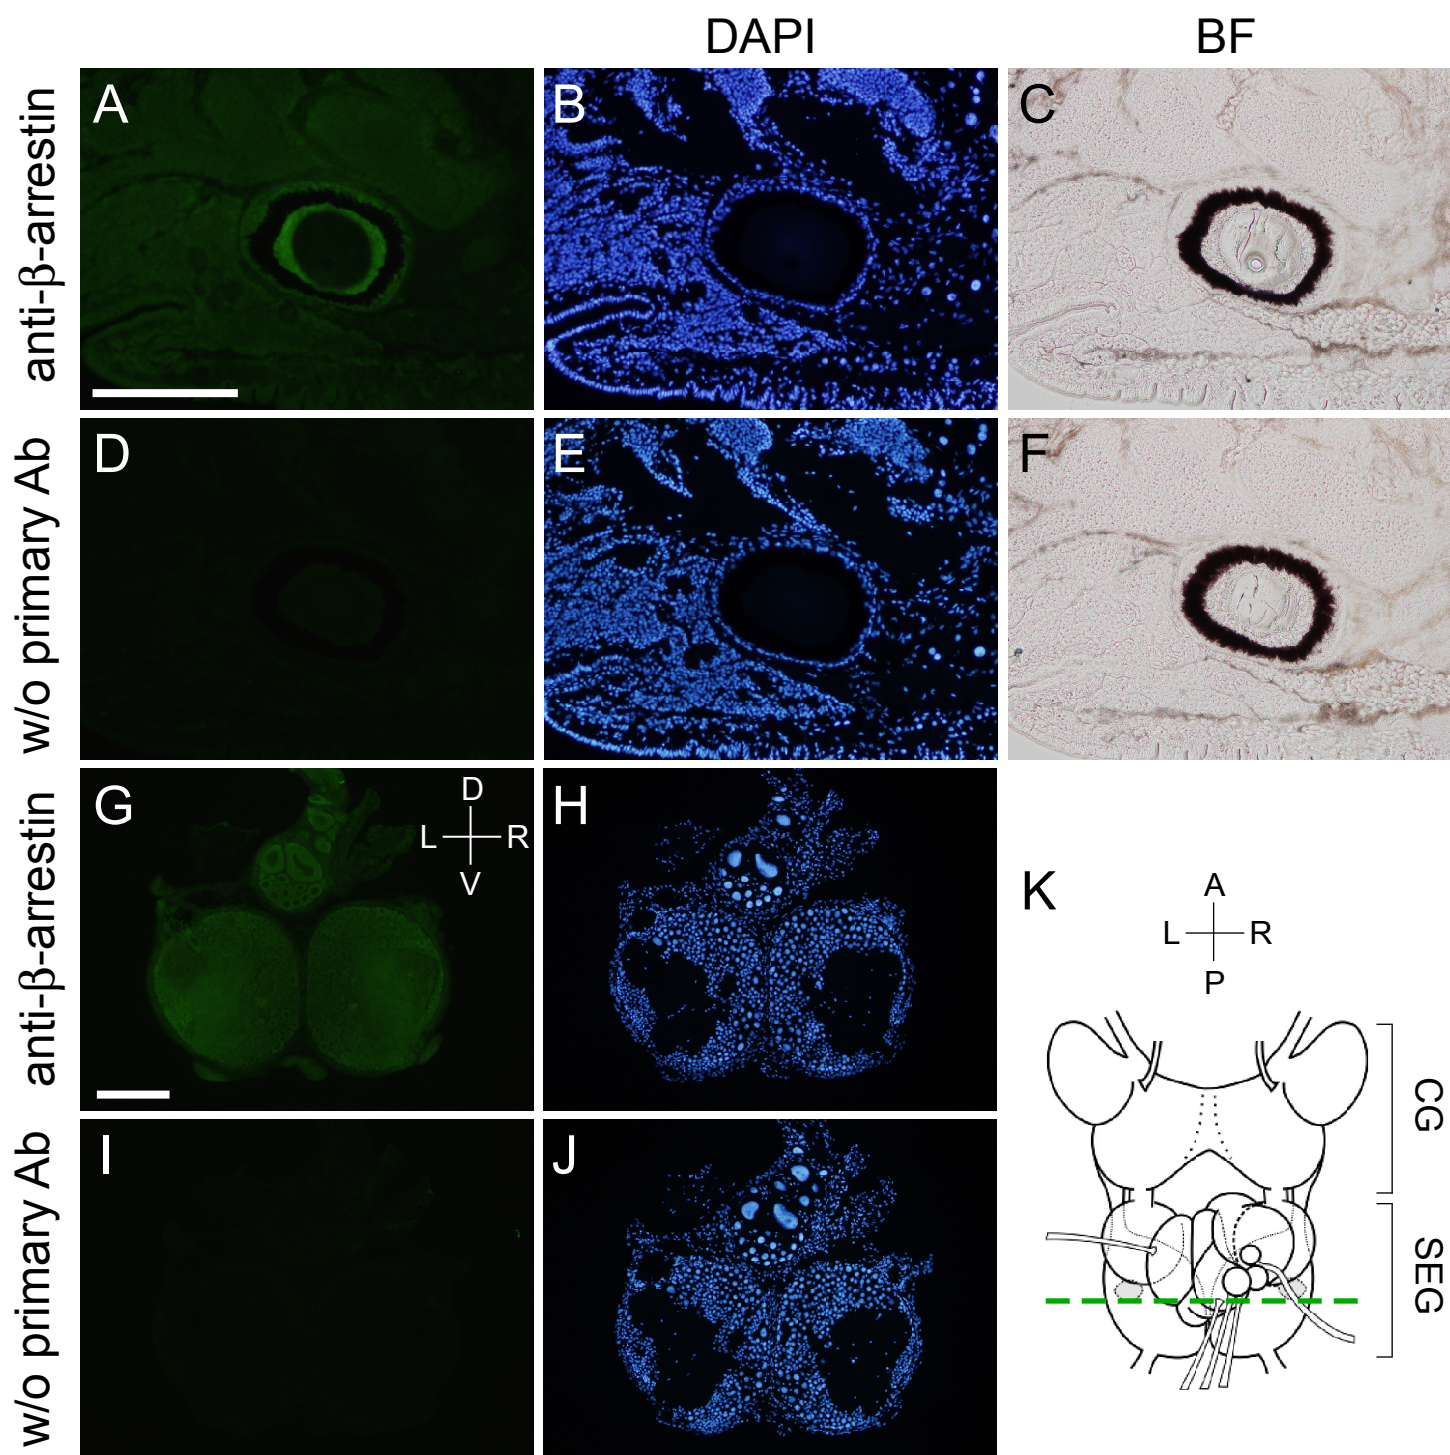 DAPI
BF
anti-β-arrestin
A
B
C
w/o primary Ab
D
E
F
anti-β-arrestin
G
D
L
R
V
H
K
A
L
R
P
CG
SEG
w/o primary Ab
I
J